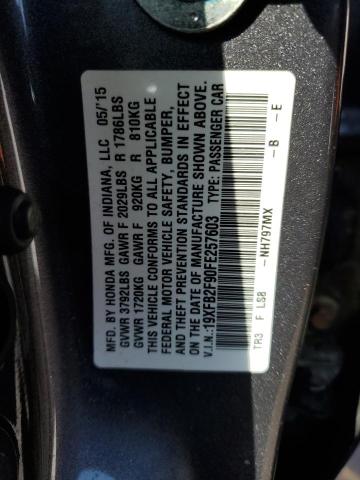 MFD. BY HONDA MFG. OF INDIANA, LLC 05/'15
GVWR 3792LBS GAWR F 2029LBS R 1786LBS
GVWR 1720KG GAWR F 920KG R 810KG
THIS VEHICLE CONFORMS TO ALL APPLICABLE
FEDERAL MOTOR VEHICLE SAFETY, BUMPER,
AND THEFT PREVENTION STANDARDS IN EFFECT
ON THE DATE OF MANUFACTURE SHOWN ABOVE.
V.I.N.:19XFB2F90FE257603 TYPE: PASSENGER CAR
TR3 F LS8 -NH797MX -B -E